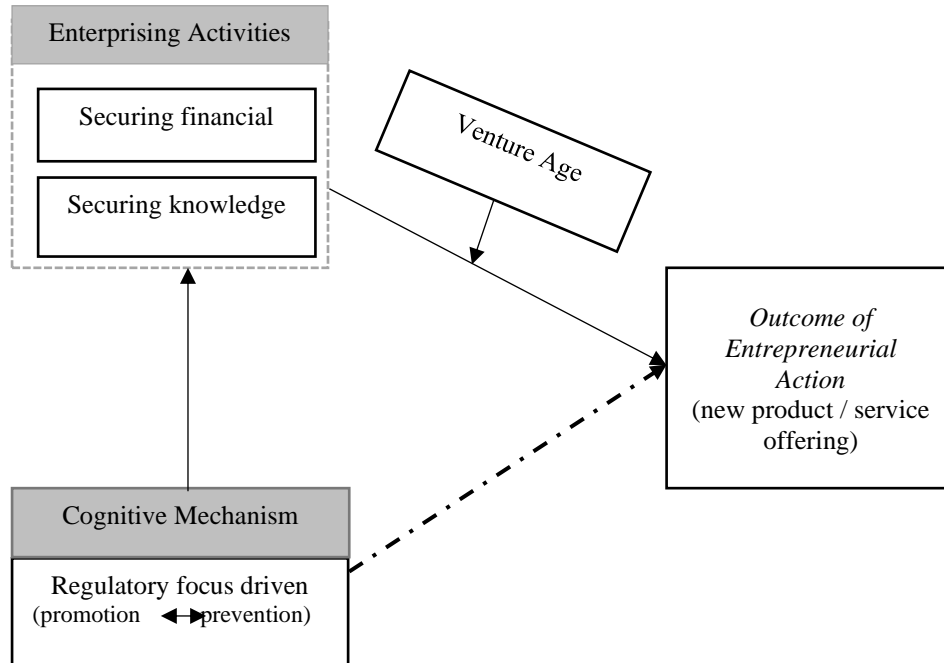 Enterprising Activities
Securing financial
Securing knowledge
Venture Age
Outcome of
Entrepreneurial
Action
(new product / service
offering)
Cognitive Mechanism
Regulatory focus driven
(promotion prevention)